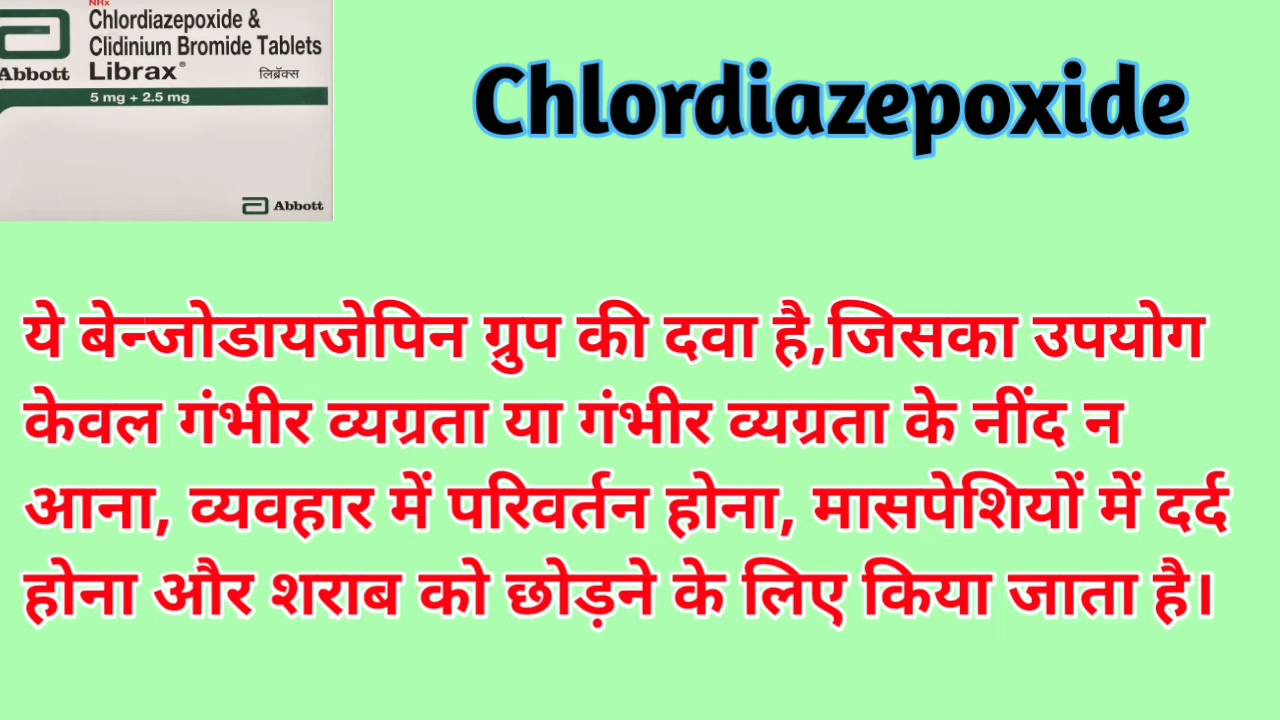 NRx
Chlordiazepoxide &
Clidinium Bromide Tablets
Abbott
Librax®
लिब्रॅक्स
5 mg + 2.5 mg
Abbott
Chlordiazepoxide
ये बेन्जोडायजेपिन ग्रुप की दवा है,जिसका उपयोग
केवल गंभीर व्यग्रता या गंभीर व्यग्रता के नींद न
आना, व्यवहार में परिवर्तन होना, मासपेशियों में दर्द
होना और शराब को छोड़ने के लिए किया जाता है।